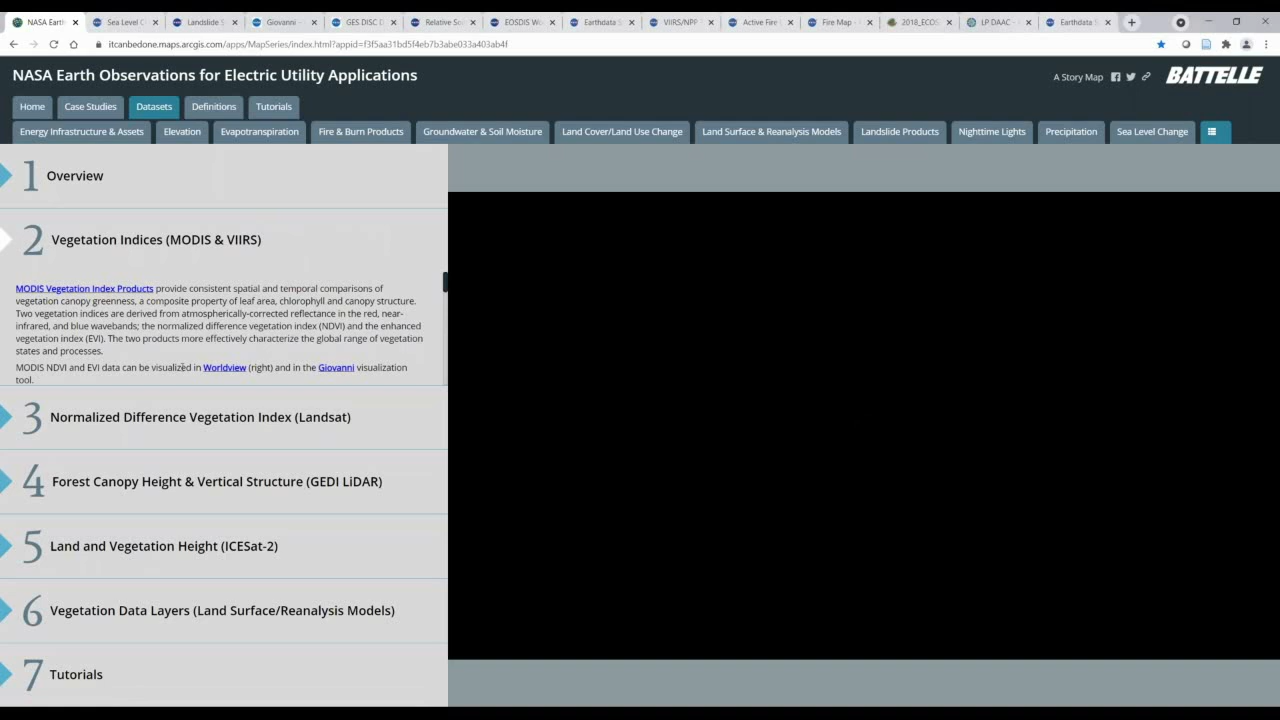 NASA Earth
Sea Level C
Landslide S
Giovanni -
GES DISC D
Relative So
EOSDIS Wo
Earthdata S
VIIRS/NPP
Active Fire
Fire Map -
2018_ECOS
LP DAAC -
Earthdata S
itcanbedone.maps.arcgis.com/apps/MapSeries/index.html?appid=f3f5aa31bd5f4eb7b3abe033a403ab4f
NASA Earth Observations for Electric Utility Applications
A Story Map
BATTELLE
Home
Case Studies
Datasets
Definitions
Tutorials
Energy Infrastructure & Assets
Elevation
Evapotranspiration
Fire & Burn Products
Groundwater & Soil Moisture
Land Cover/Land Use Change
Land Surface & Reanalysis Models
Landslide Products
Nighttime Lights
Precipitation
Sea Level Change
1 Overview
2 Vegetation Indices (MODIS & VIIRS)
MODIS Vegetation Index Products provide consistent spatial and temporal comparisons of
vegetation canopy greenness, a composite property of leaf area, chlorophyll and canopy structure.
Two vegetation indices are derived from atmospherically-corrected reflectance in the red, near-
infrared, and blue wavebands; the normalized difference vegetation index (NDVI) and the enhanced
vegetation index (EVI). The two products more effectively characterize the global range of vegetation
states and processes.
MODIS NDVI and EVI data can be visualized in Worldview (right) and in the Giovanni visualization
tool.
3 Normalized Difference Vegetation Index (Landsat)
4 Forest Canopy Height & Vertical Structure (GEDI LiDAR)
5 Land and Vegetation Height (ICESat-2)
6 Vegetation Data Layers (Land Surface/Reanalysis Models)
7 Tutorials